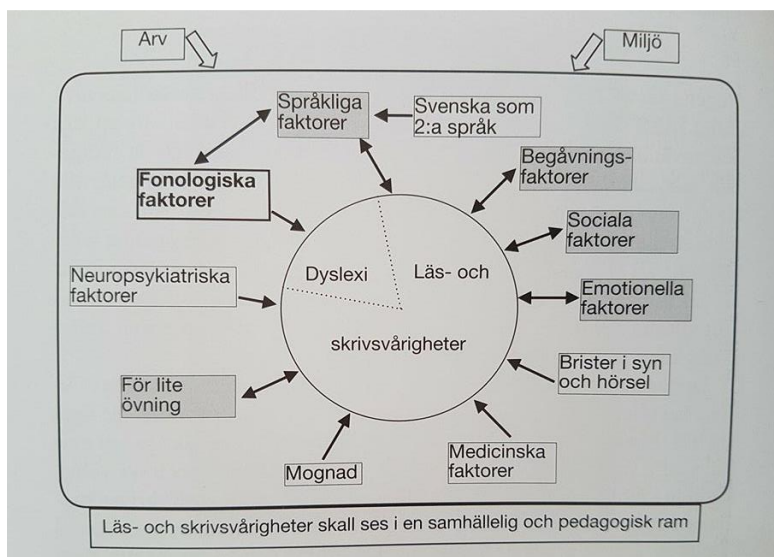 Arv
Miljö
Språkliga
faktorer
Svenska som
2:a språk
Begåvnings-
faktorer
Fonologiska
faktorer
Sociala
faktorer
Dyslexi
Läs- och
Neuropsykiatriska
faktorer
Emotionella
faktorer
skrivsvårigheter
Brister i syn
och hörsel
För lite
övning
Mognad
Medicinska
faktorer
Läs- och skrivsvårigheter skall ses i en samhällelig och pedagogisk ram